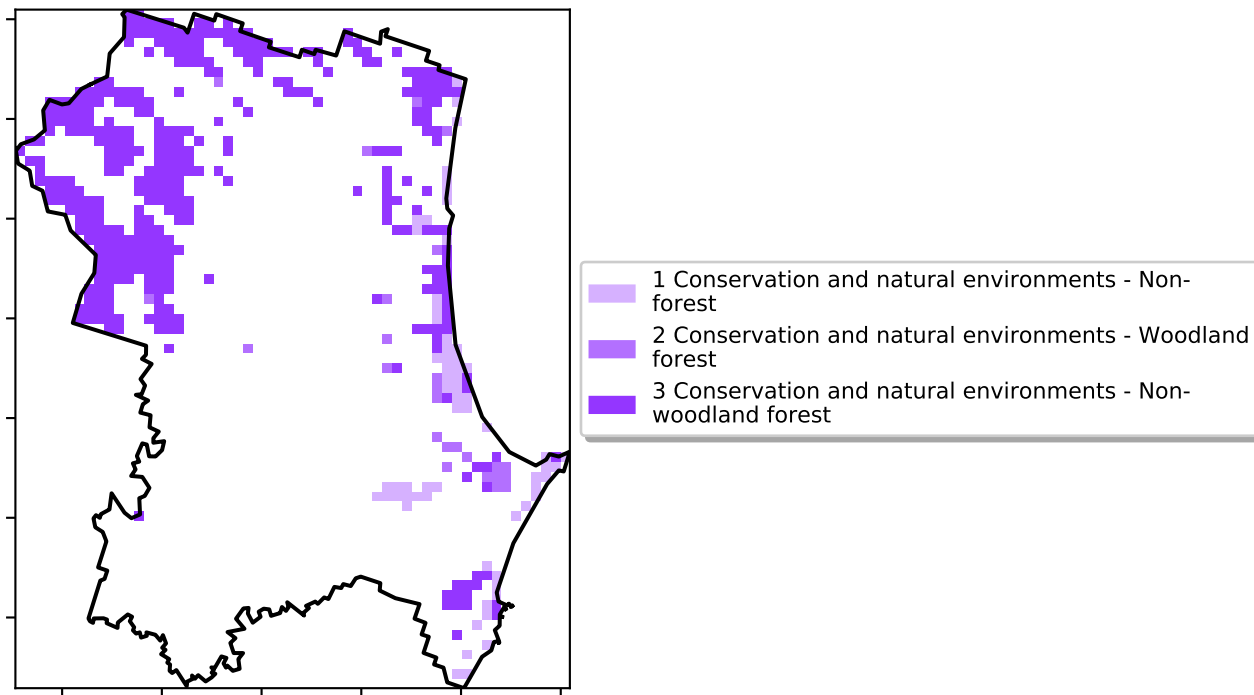 1 Conservation and natural environments - Non-
forest
2 Conservation and natural environments - Woodland
forest
3 Conservation and natural environments - Non-
woodland forest